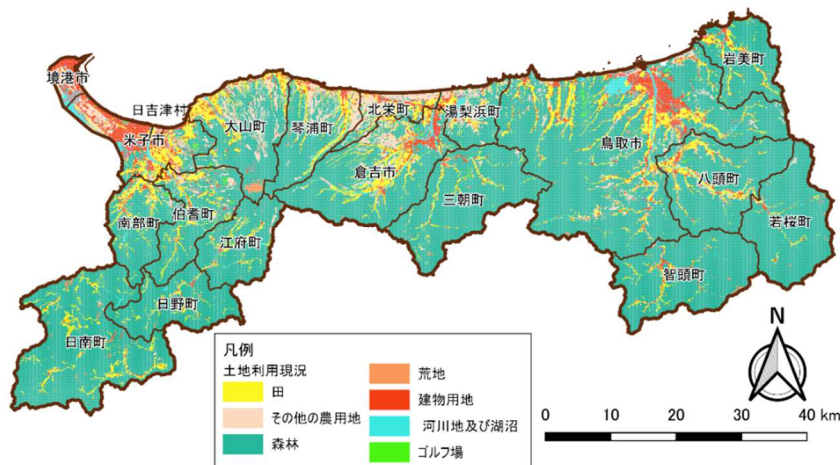 境港市
岩美町
日吉津村
北栄町
湯梨浜町
大山町
琴浦町
米子市
鳥取市
倉吉市
八頭町
三朝町
伯耆町
南部町
若桜町
江府町
智頭町
日野町
日南町
凡例
土地利用現況
田
その他の農用地
森林
荒地
建物用地
河川地及び湖沼
ゴルフ場
N
0 10 20 30 40 km